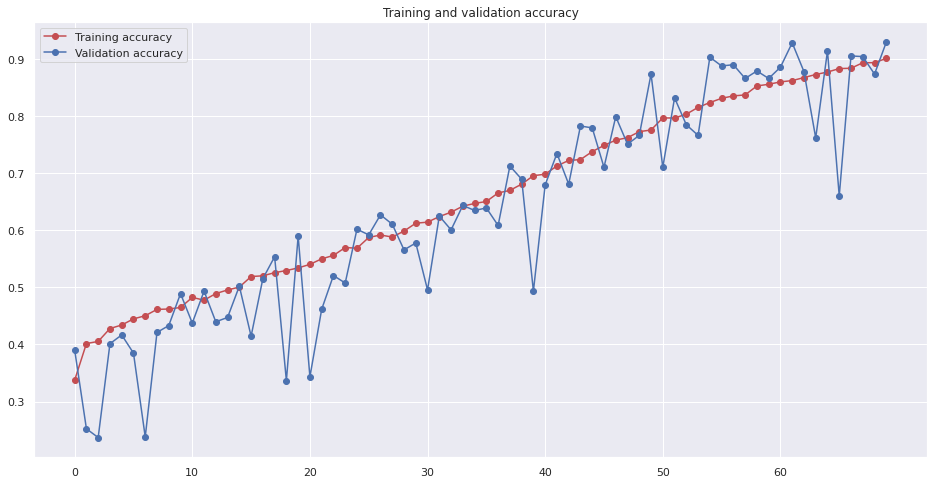 Training and validation accuracy
Training accuracy
Validation accuracy
0.9
0.8
0.7
0.6
0.5
0.4
0.3
0 10 20 30 40 50 60